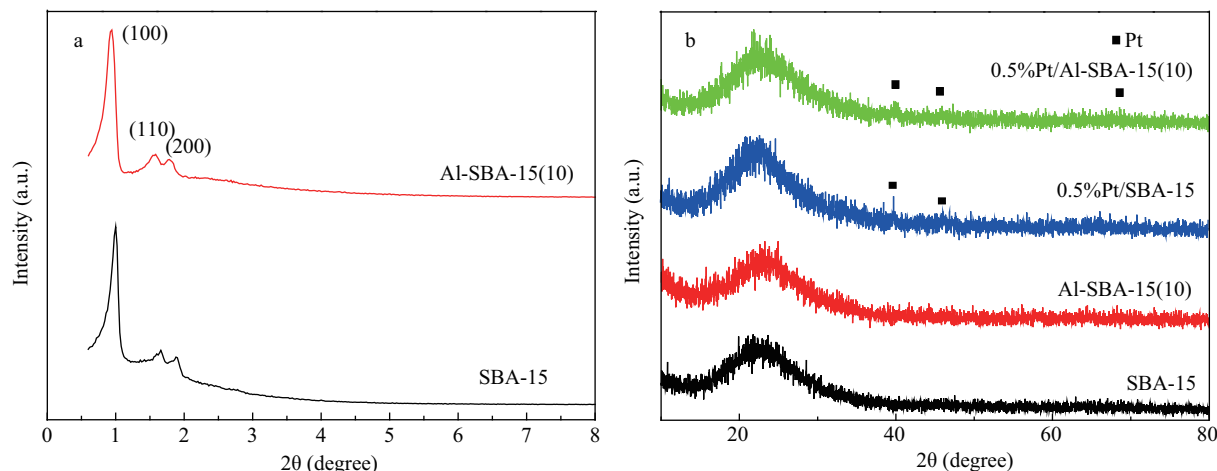 a
(100)
(110)
(200)
Al-SBA-15(10)
SBA-15
Intensity (a.u.)
0 1 2 3 4 5 6 7 8
2θ (degree)
b
■ Pt
0.5%Pt/Al-SBA-15(10)
0.5%Pt/SBA-15
Al-SBA-15(10)
SBA-15
Intensity (a.u.)
20 40 60 80
2θ (degree)